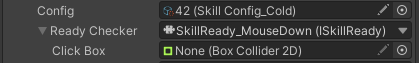 Config 42 (Skill Config_Cold)
Ready Checker SkillReady_MouseDown (ISkillReady)
Click Box None (Box Collider 2D)